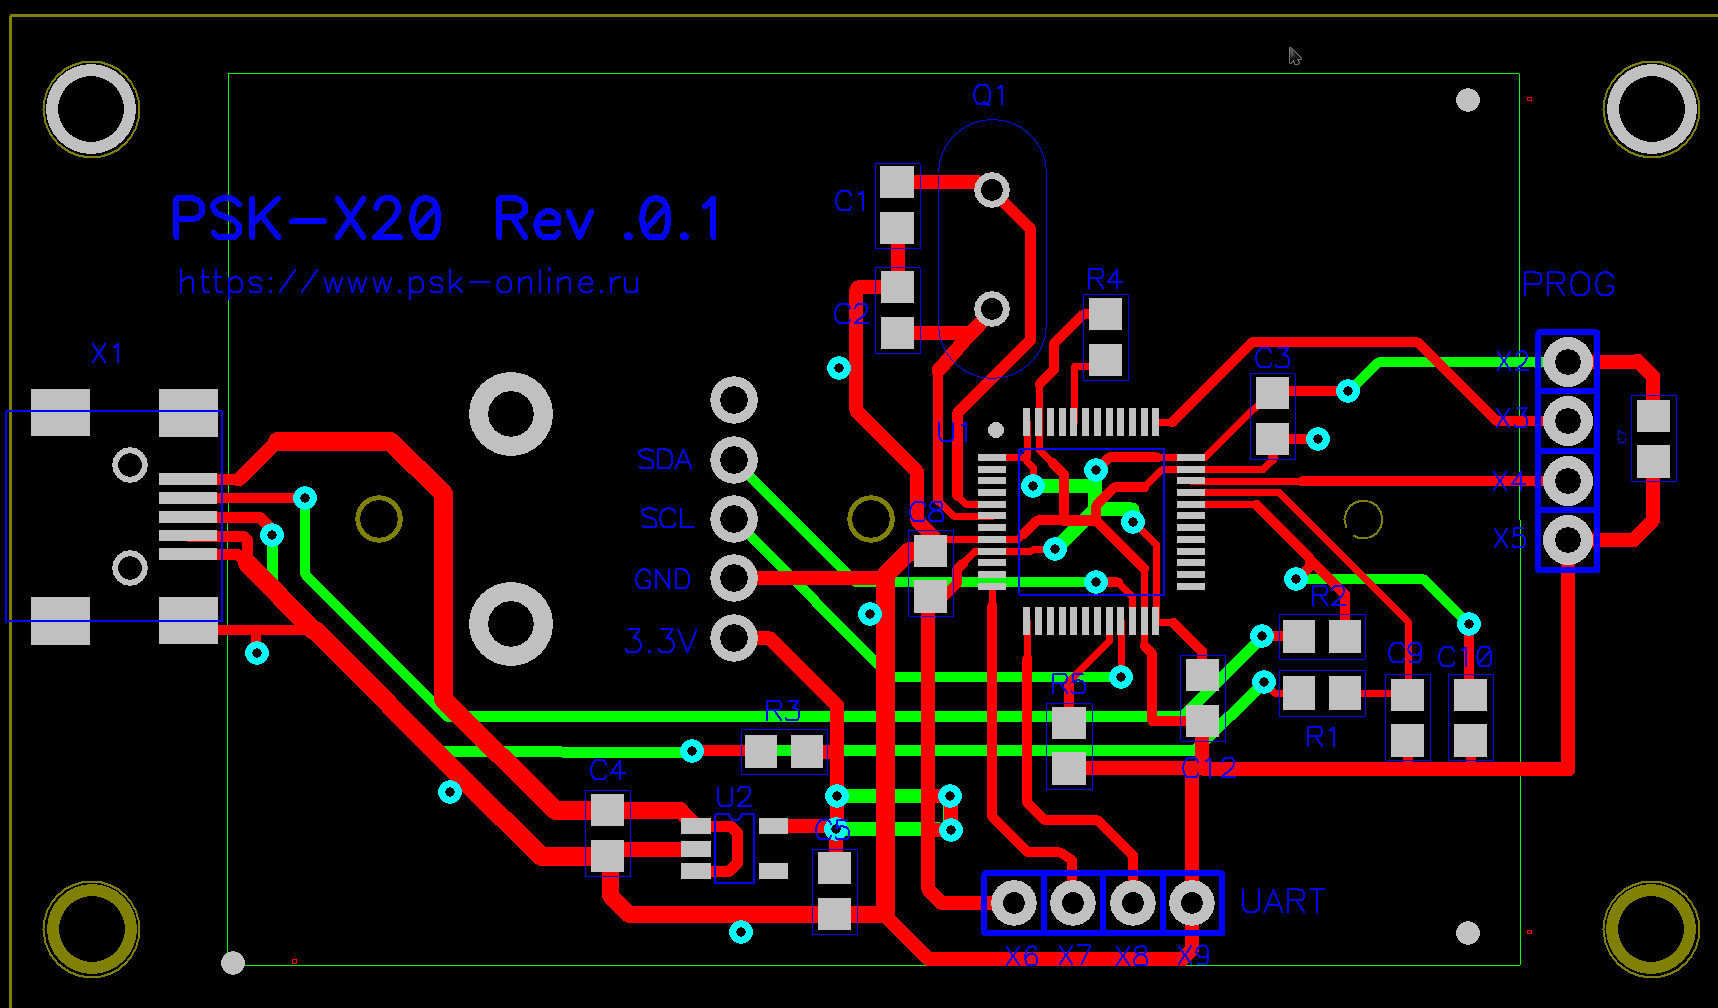 Q1
C1
PSK-X20 Rev .0.1
https://www.psk-online.ru
R4
PROG
C2
X1
C3
X2
X3
U1
SDA
C7
X4
SCL
C8
X5
GND
R2
3.3V
C9
C10
R5
R3
R1
C4
C12
U2
C5
UART
X6 X7 X8 X9